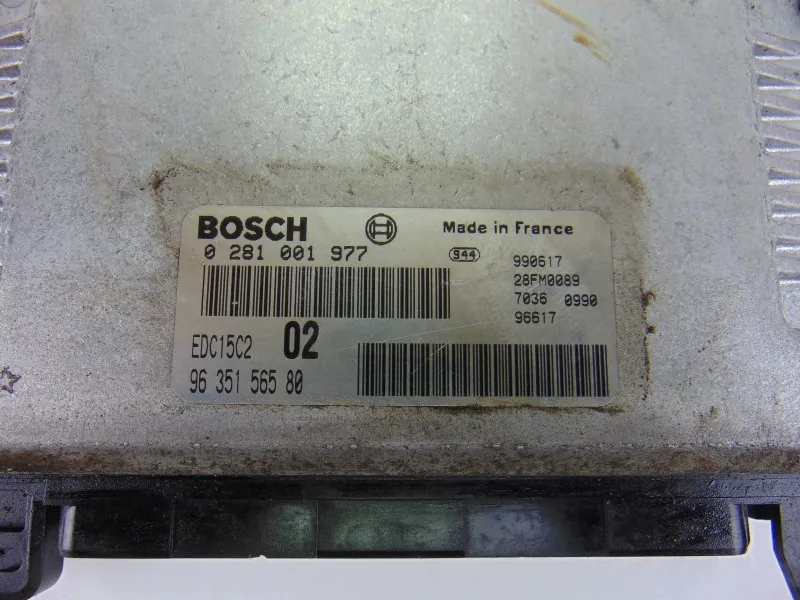 BOSCH Made in France
0 281 001 977 944 990617
28FM0089
7036 0990
96617
EDC15C2 02
96 351 565 80